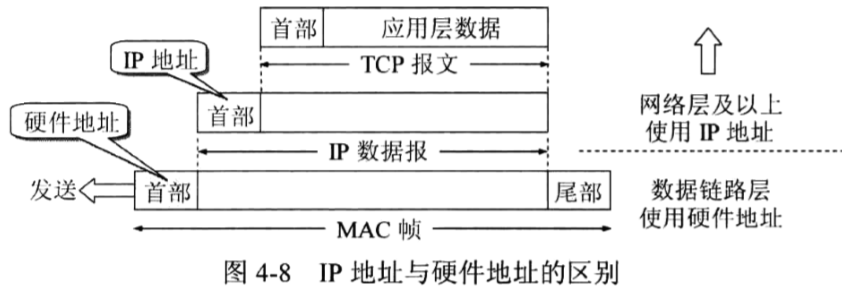 首部 应用层数据
IP 地址
TCP 报文
首部
网络层及以上
使用 IP 地址
硬件地址
IP 数据报
发送 首部 尾部
数据链路层
使用硬件地址
MAC 帧
图 4-8 IP 地址与硬件地址的区别